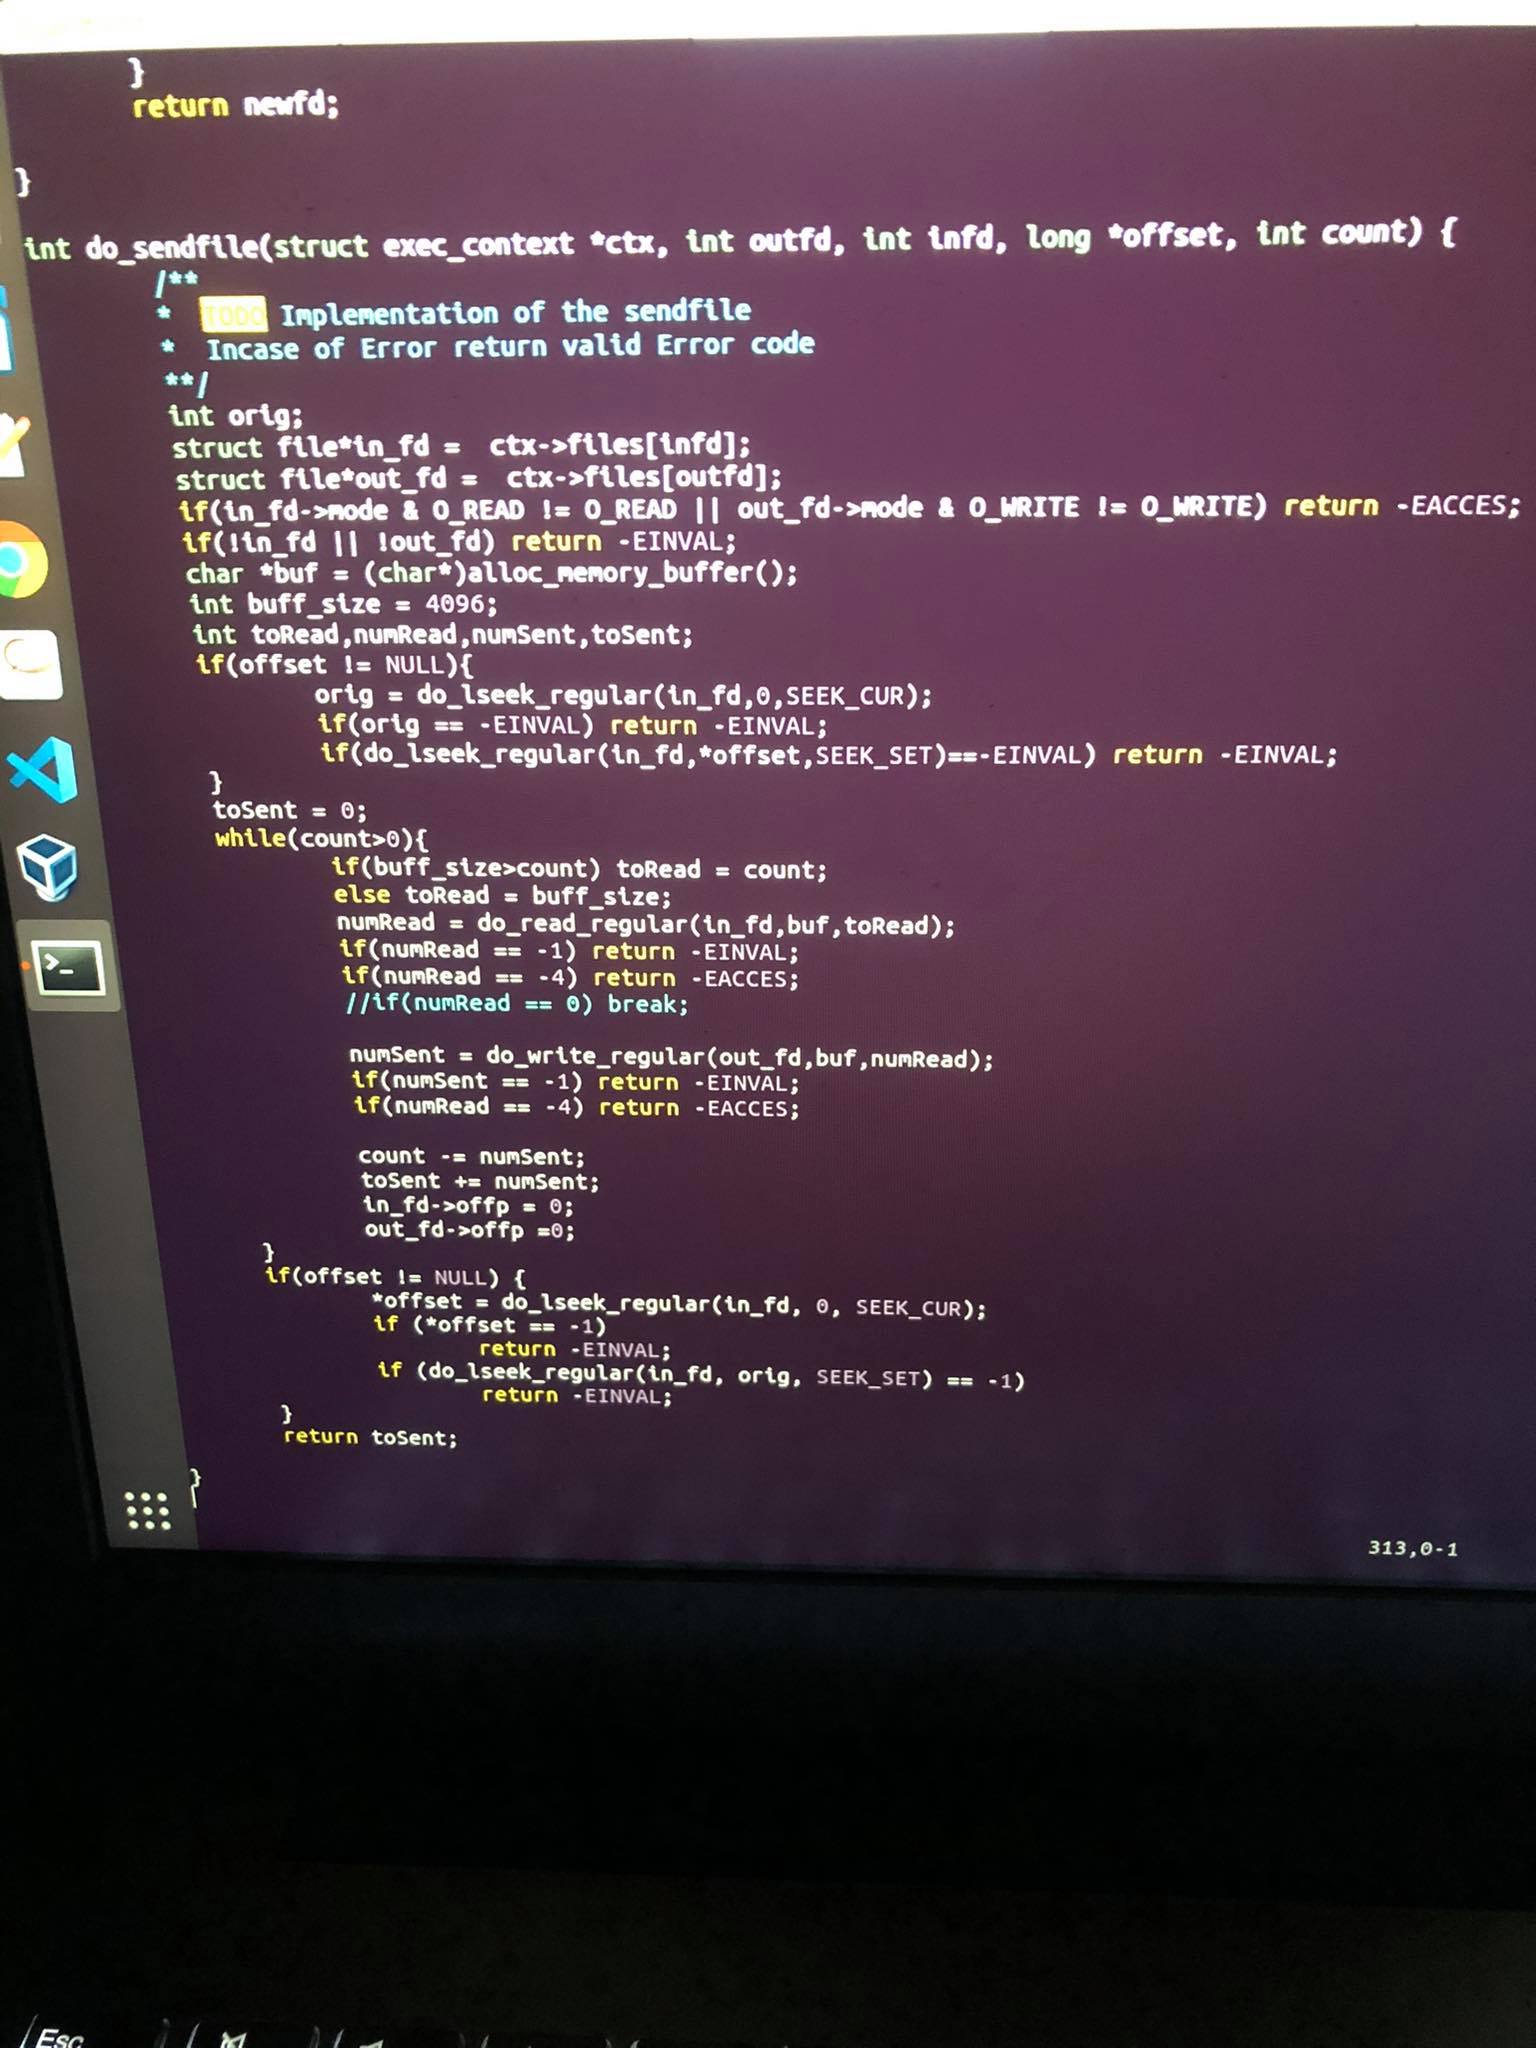 }
return newfd;
}
int do_sendfile(struct exec_context *ctx, int outfd, int infd, long *offset, int count) {
/**
* TODO Implementation of the sendfile
* Incase of Error return valid Error code
**/
int orig;
struct file*in_fd = ctx->files[infd];
struct file*out_fd = ctx->files[outfd];
if(in_fd->mode & O_READ != O_READ || out_fd->mode & O_WRITE != O_WRITE) return -EACCES;
if(!in_fd || !out_fd) return -EINVAL;
char *buf = (char*)alloc_memory_buffer();
int buff_size = 4096;
int toRead,numRead,numSent,toSent;
if(offset != NULL){
orig = do_lseek_regular(in_fd,0,SEEK_CUR);
if(orig == -EINVAL) return -EINVAL;
if(do_lseek_regular(in_fd,*offset,SEEK_SET)==-EINVAL) return -EINVAL;
}
toSent = 0;
while(count>0){
if(buff_size>count) toRead = count;
else toRead = buff_size;
numRead = do_read_regular(in_fd,buf,toRead);
if(numRead == -1) return -EINVAL;
if(numRead == -4) return -EACCES;
//if(numRead == 0) break;
numSent = do_write_regular(out_fd,buf,numRead);
if(numSent == -1) return -EINVAL;
if(numRead == -4) return -EACCES;
count -= numSent;
toSent += numSent;
in_fd->offp = 0;
out_fd->offp =0;
}
if(offset != NULL) {
*offset = do_lseek_regular(in_fd, 0, SEEK_CUR);
if (*offset == -1)
return -EINVAL;
if (do_lseek_regular(in_fd, orig, SEEK_SET) == -1)
return -EINVAL;
}
return toSent;
}
313,0-1
Esc